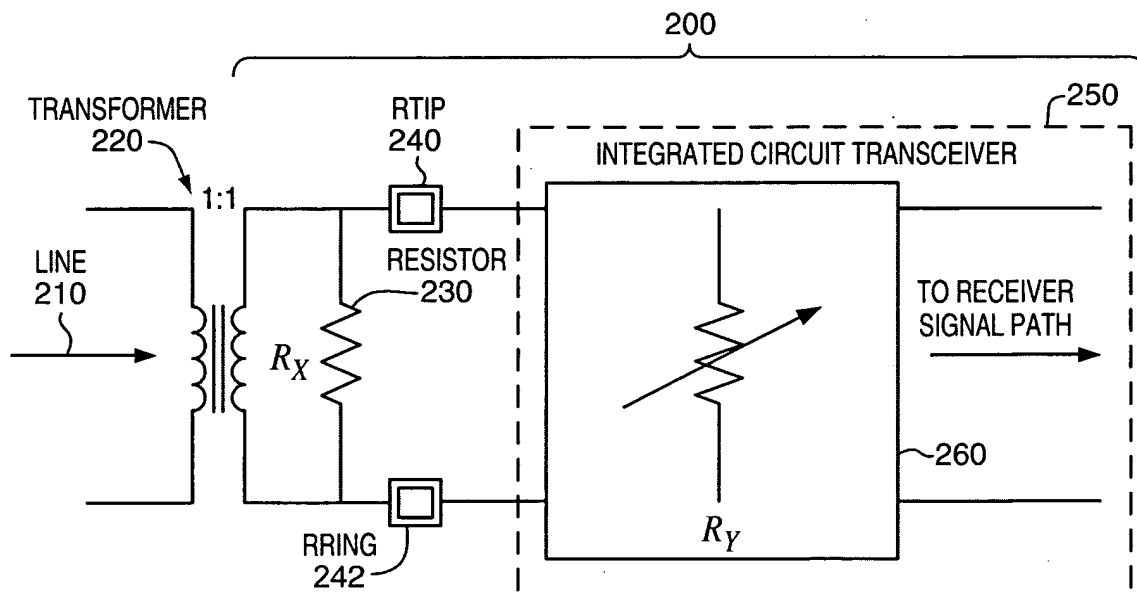 200
TRANSFORMER
220
1:1
RTIP
240
250
INTEGRATED CIRCUIT TRANSCEIVER
LINE
210
RESISTOR
230
R_X
TO RECEIVER
SIGNAL PATH
260
RRING
242
R_Y